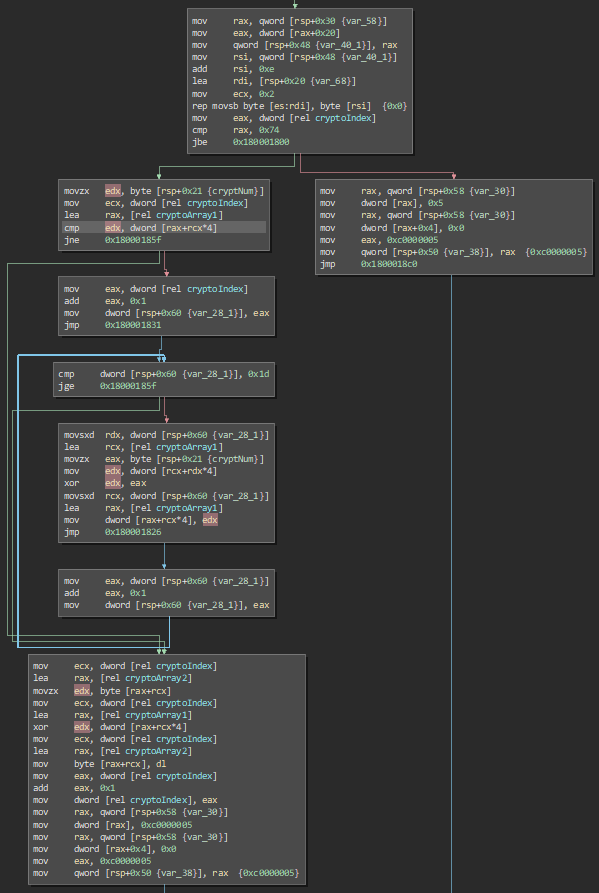 mov rax, qword [rsp+0x30 {var_58}]
mov eax, dword [rax+0x20]
mov qword [rsp+0x48 {var_40_1}], rax
mov rsi, qword [rsp+0x48 {var_40_1}]
add rsi, 0xe
lea rdi, [rsp+0x20 {var_68}]
mov ecx, 0x2
rep movsb byte [es:rdi], byte [rsi] {0x0}
mov eax, dword [rel cryptoIndex]
cmp rax, 0x74
jbe 0x180001800
movzx edx, byte [rsp+0x21 {cryptNum}]
mov ecx, dword [rel cryptoIndex]
lea rax, [rel cryptoArray1]
cmp edx, dword [rax+rcx*4]
jne 0x18000185f
mov rax, qword [rsp+0x58 {var_30}]
mov dword [rax], 0x5
mov rax, qword [rsp+0x58 {var_30}]
mov dword [rax+0x4], 0x0
mov eax, 0xc0000005
mov qword [rsp+0x50 {var_38}], rax {0xc0000005}
jmp 0x1800018c0
mov eax, dword [rel cryptoIndex]
add eax, 0x1
mov dword [rsp+0x60 {var_28_1}], eax
jmp 0x180001831
cmp dword [rsp+0x60 {var_28_1}], 0x1d
jge 0x18000185f
movsxd rdx, dword [rsp+0x60 {var_28_1}]
lea rcx, [rel cryptoArray1]
movzx eax, byte [rsp+0x21 {cryptNum}]
mov edx, dword [rcx+rdx*4]
xor edx, eax
movsxd rcx, dword [rsp+0x60 {var_28_1}]
lea rax, [rel cryptoArray1]
mov dword [rax+rcx*4], edx
jmp 0x180001826
mov eax, dword [rsp+0x60 {var_28_1}]
add eax, 0x1
mov dword [rsp+0x60 {var_28_1}], eax
mov ecx, dword [rel cryptoIndex]
lea rax, [rel cryptoArray2]
movzx edx, byte [rax+rcx]
mov ecx, dword [rel cryptoIndex]
lea rax, [rel cryptoArray1]
xor edx, dword [rax+rcx*4]
mov ecx, dword [rel cryptoIndex]
lea rax, [rel cryptoArray2]
mov byte [rax+rcx], dl
mov eax, dword [rel cryptoIndex]
add eax, 0x1
mov dword [rel cryptoIndex], eax
mov rax, qword [rsp+0x58 {var_30}]
mov dword [rax], 0xc0000005
mov rax, qword [rsp+0x58 {var_30}]
mov dword [rax+0x4], 0x0
mov eax, 0xc0000005
mov qword [rsp+0x50 {var_38}], rax {0xc0000005}